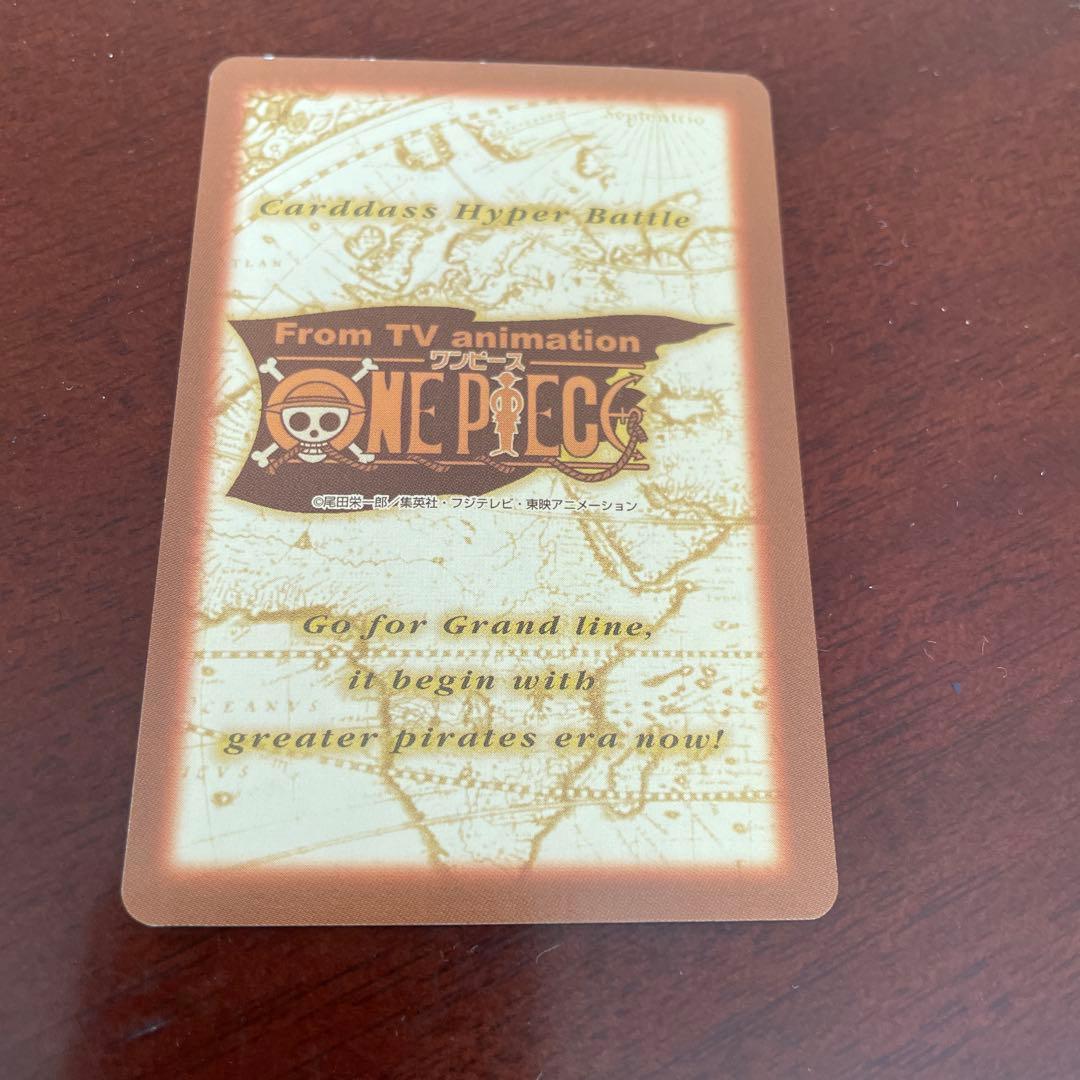 Septentrio
Carddass Hyper Battle
From TV animation
ワンピース
ONE PIECE
©尾田栄一郎／集英社・フジテレビ・東映アニメーション
Go for Grand line,
it begin with
CEANVS
greater pirates era now!